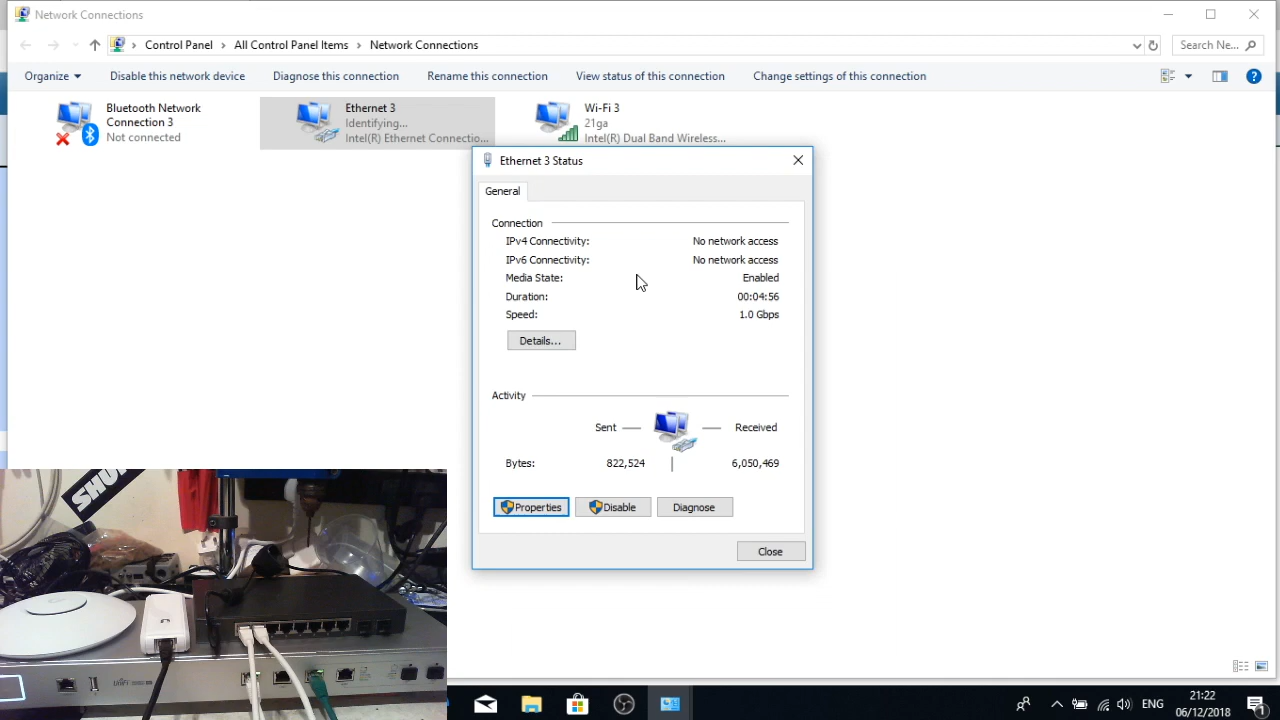 Network Connections
Control Panel > All Control Panel Items > Network Connections
Search Ne...
Organize
Disable this network device
Diagnose this connection
Rename this connection
View status of this connection
Change settings of this connection
Bluetooth Network
Connection 3
Not connected
Ethernet 3
Identifying...
Intel(R) Ethernet Connectio...
Wi-Fi 3
21ga
Intel(R) Dual Band Wireless...
Ethernet 3 Status
General
Connection
IPv4 Connectivity: No network access
IPv6 Connectivity: No network access
Media State: Enabled
Duration: 00:04:56
Speed: 1.0 Gbps
Details...
Activity
Sent
Received
Bytes: 822,524 6,050,469
Properties
Disable
Diagnose
Close
SHU
ENG
21:22
06/12/2018
1